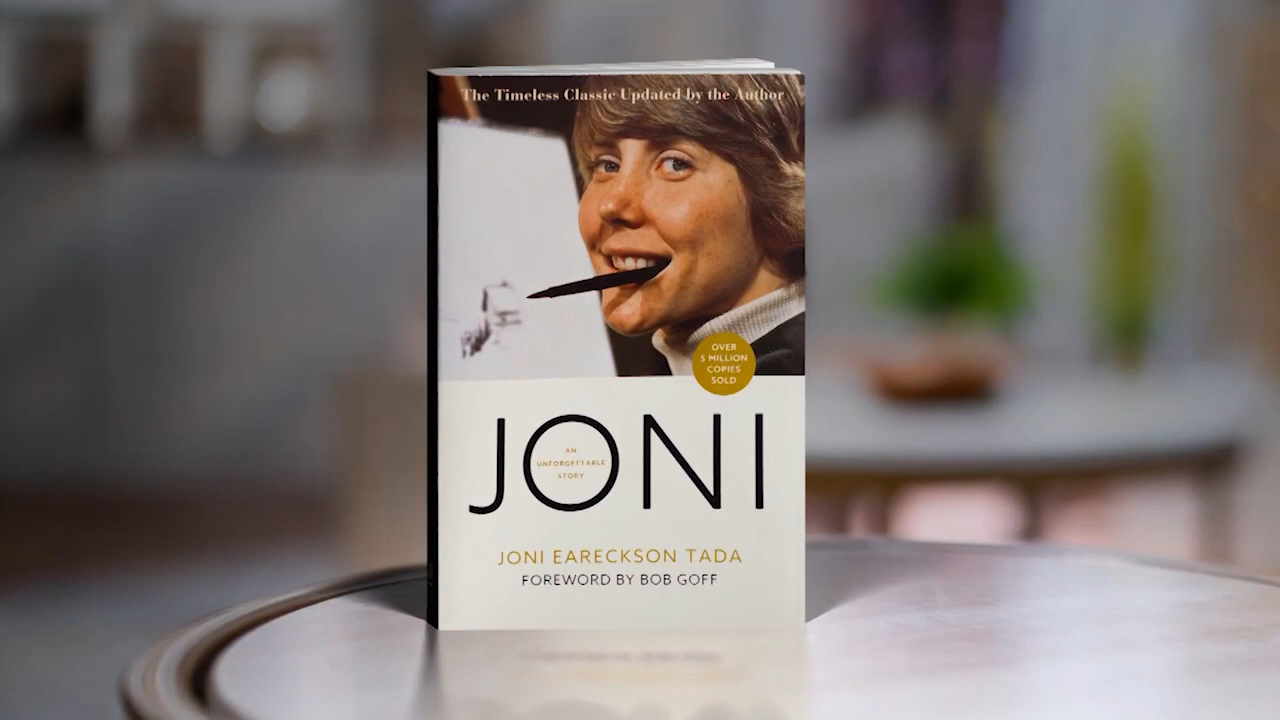 The Timeless Classic Updated by the Author
OVER
5 MILLION
COPIES
SOLD
JONI
AN
UNFORGETTABLE
STORY
JONI EARECKSON TADA
FOREWORD BY BOB GOFF